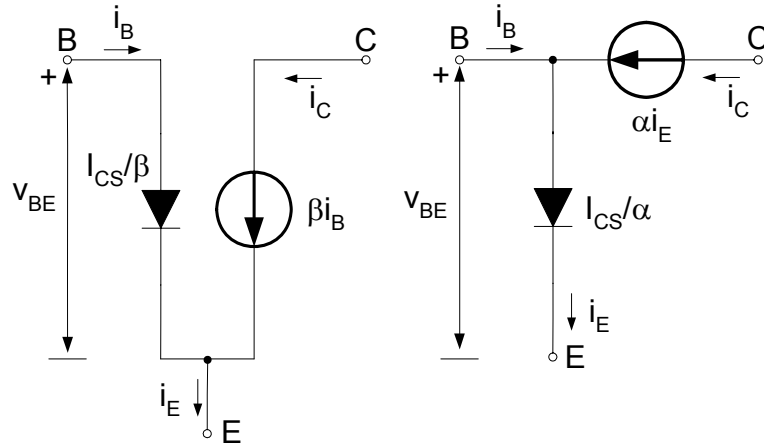 B
i_B
C
+
i_C
I_CS/β
v_BE
βi_B
i_E
E
B
i_B
C
+
αi_E
i_C
v_BE
I_CS/α
i_E
E